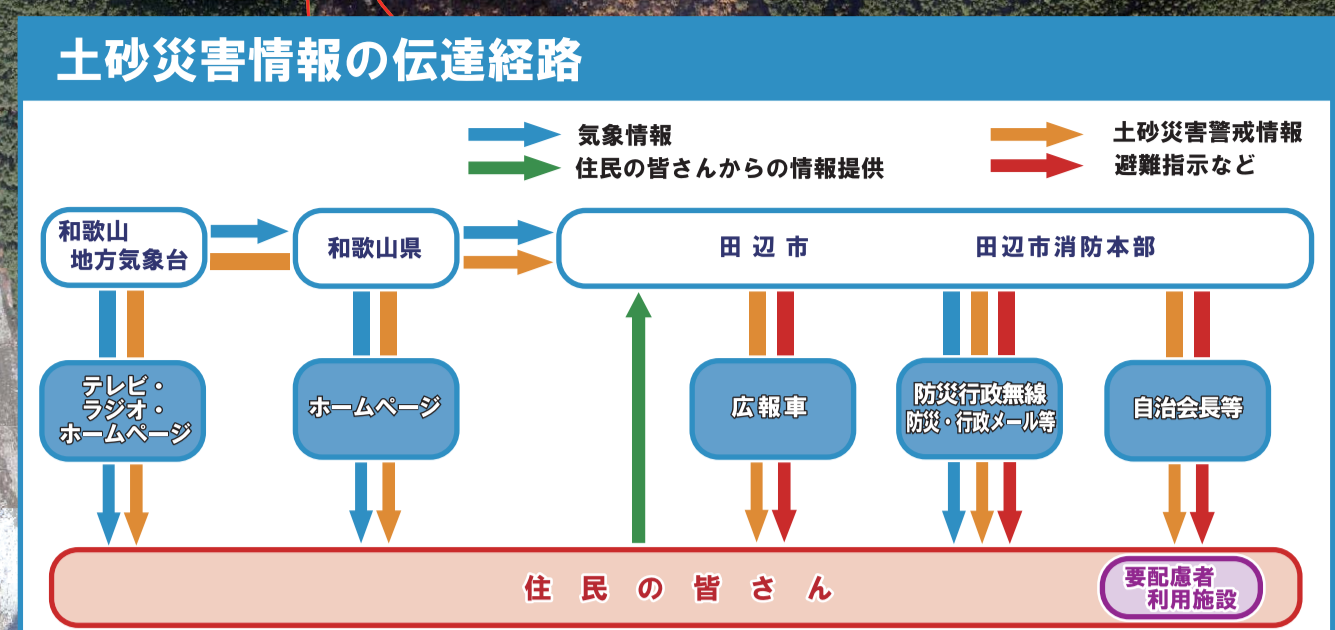 土砂災害情報の伝達経路
気象情報
土砂災害警戒情報
住民の皆さんからの情報提供
避難指示など
和歌山
地方気象台
和歌山県
田辺市
田辺市消防本部
テレビ・
ラジオ・
ホームページ
ホームページ
広報車
防災行政無線
防災・行政メール等
自治会長等
住民の皆さん
要配慮者
利用施設